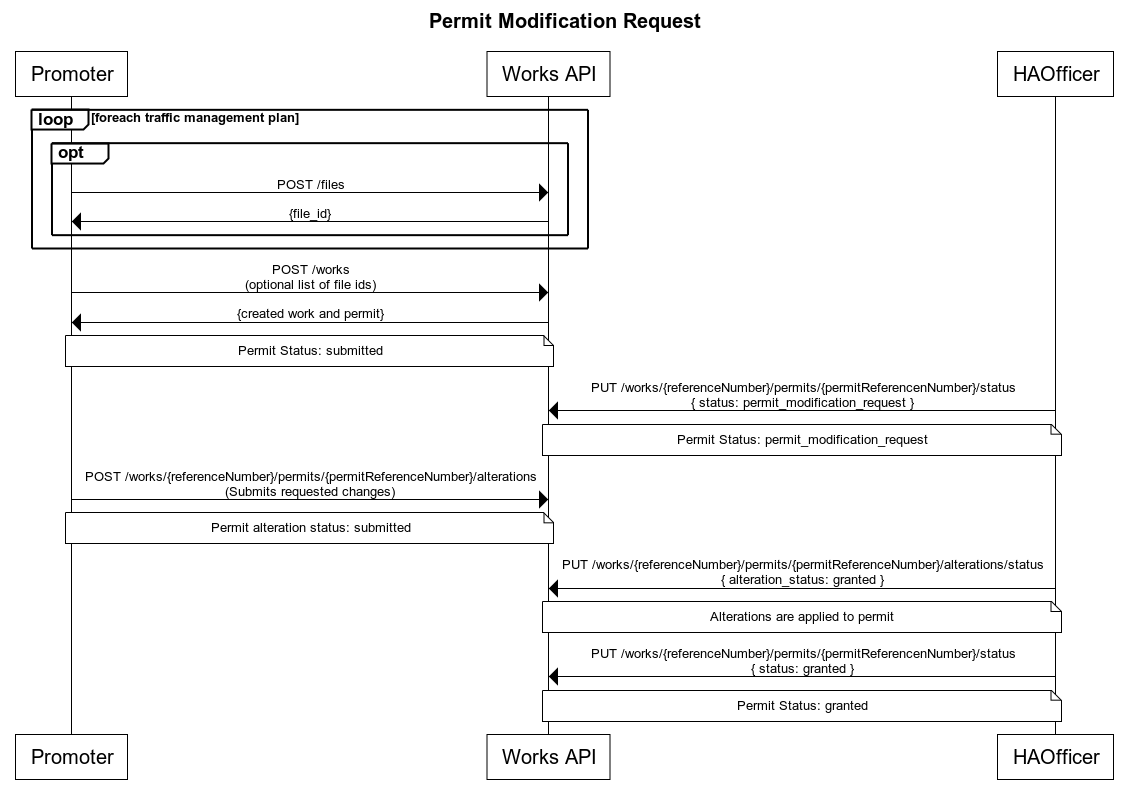 Permit Modification Request
Promoter
Works API
HAOfficer
loop
[foreach traffic management plan]
opt
POST /files
{file_id}
POST /works
(optional list of file ids)
{created work and permit}
Permit Status: submitted
PUT /works/{referenceNumber}/permits/{permitReferencenNumber}/status
{ status: permit_modification_request }
Permit Status: permit_modification_request
POST /works/{referenceNumber}/permits/{permitReferenceNumber}/alterations
(Submits requested changes)
Permit alteration status: submitted
PUT /works/{referenceNumber}/permits/{permitReferenceNumber}/alterations/status
{ alteration_status: granted }
Alterations are applied to permit
PUT /works/{referenceNumber}/permits/{permitReferencenNumber}/status
{ status: granted }
Permit Status: granted
Promoter
Works API
HAOfficer